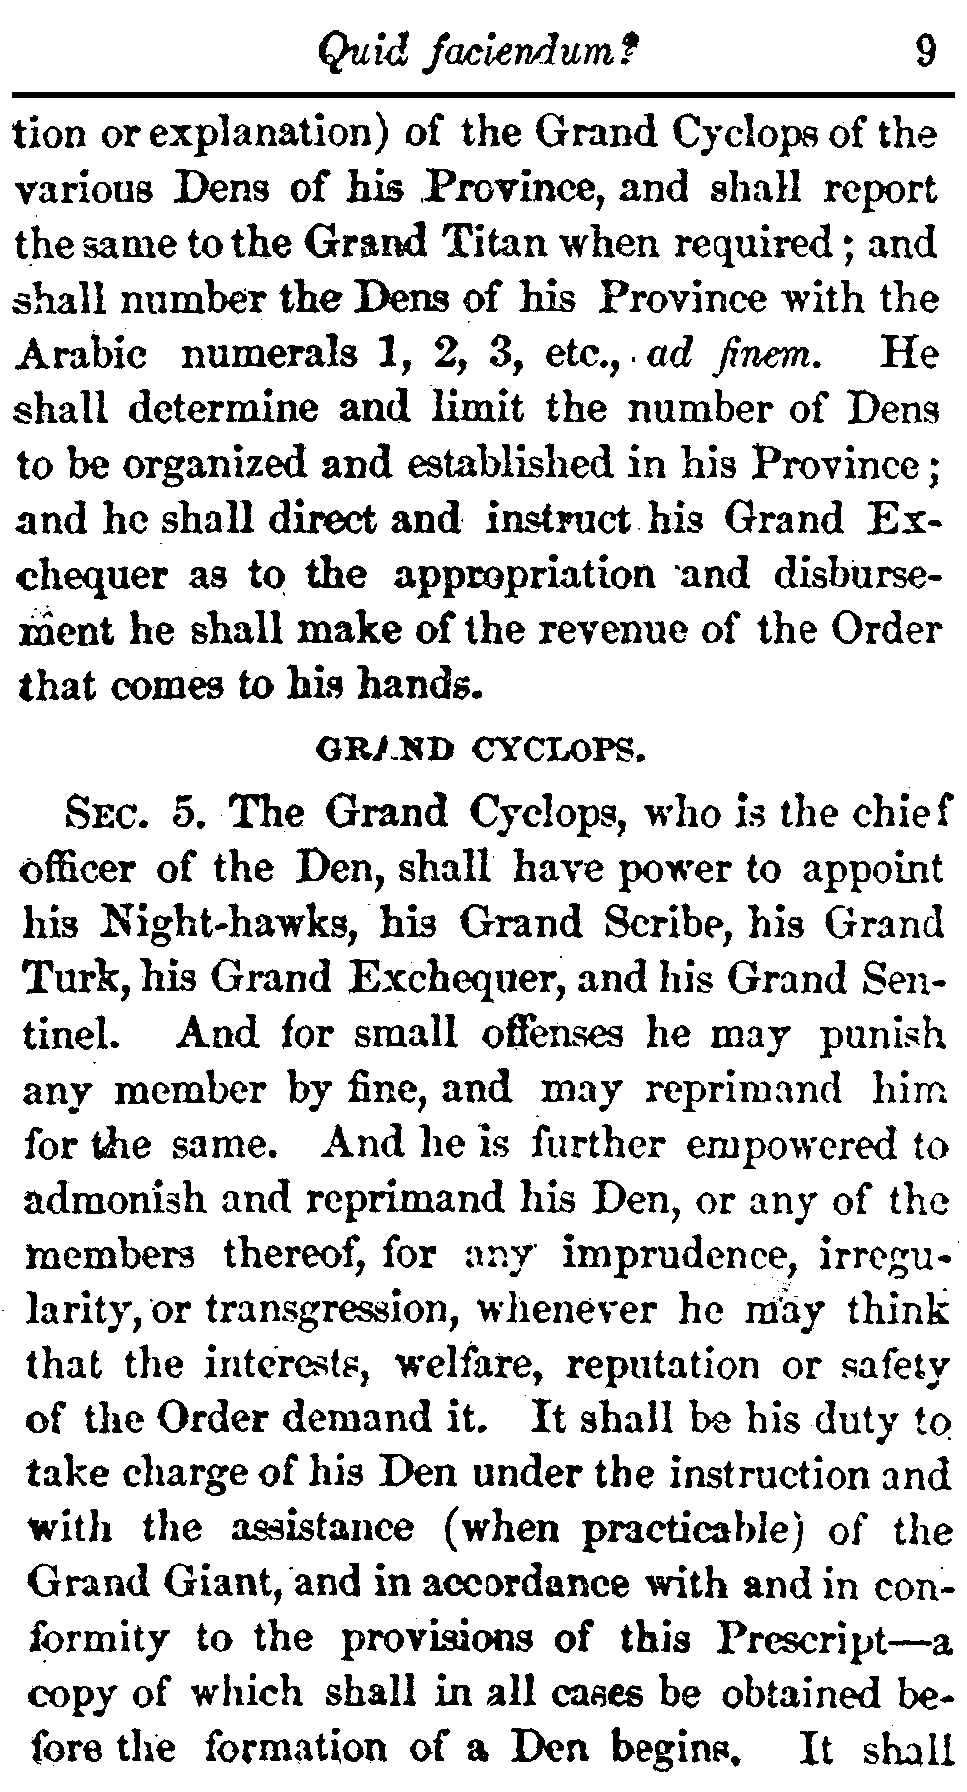 Quid faciendum? 9
tion or explanation) of the Grand Cyclops of the
various Dens of his Province, and shall report
the same to the Grand Titan when required; and
shall number the Dens of his Province with the
Arabic numerals 1, 2, 3, etc., ad finem. He
shall determine and limit the number of Dens
to be organized and established in his Province;
and he shall direct and instruct his Grand Ex-
chequer as to the appropriation and disburse-
ment he shall make of the revenue of the Order
that comes to his hands.
GRAND CYCLOPS.
SEC. 5. The Grand Cyclops, who is the chief
officer of the Den, shall have power to appoint
his Night-hawks, his Grand Scribe, his Grand
Turk, his Grand Exchequer, and his Grand Sen-
tinel. And for small offenses he may punish
any member by fine, and may reprimand him
for the same. And he is further empowered to
admonish and reprimand his Den, or any of the
members thereof, for any imprudence, irregu-
larity, or transgression, whenever he may think
that the interests, welfare, reputation or safety
of the Order demand it. It shall be his duty to
take charge of his Den under the instruction and
with the assistance (when practicable) of the
Grand Giant, and in accordance with and in con-
formity to the provisions of this Prescript—a
copy of which shall in all cases be obtained be-
fore the formation of a Den begins. It shall